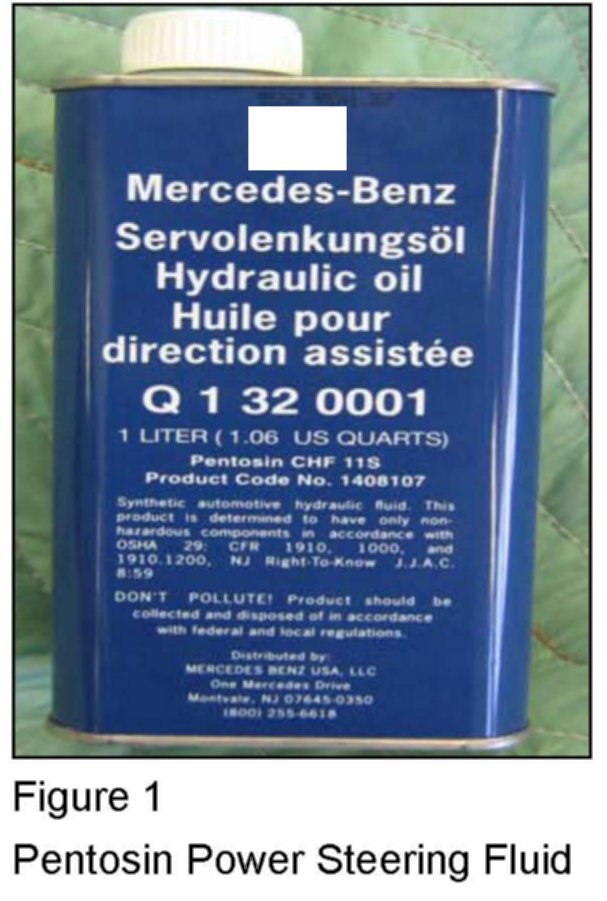 Mercedes-Benz
Servolenkungsöl
Hydraulic oil
Huile pour
direction assistée
Q 1 32 0001
1 LITER ( 1.06 US QUARTS)
Pentosin CHF 11S
Product Code No. 1408107
Synthetic automotive hydraulic fluid. This
product is determined to have only non-
hazardous components in accordance with
OSHA 29: CFR 1910, 1000, and
1910.1200, NJ Right-To-Know J.J.A.C.
8:59
DON'T POLLUTE! Product should be
collected and disposed of in accordance
with federal and local regulations.
Distributed by:
MERCEDES BENZ USA, LLC
One Mercedes Drive
Montvale, NJ 07645-0350
(800) 255-6618
Figure 1
Pentosin Power Steering Fluid